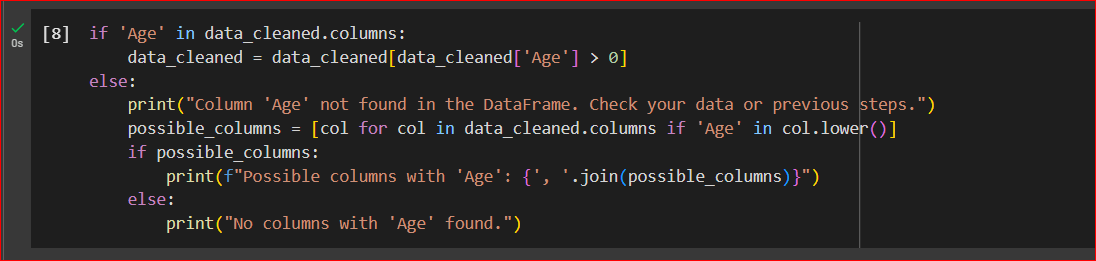 [8] if 'Age' in data_cleaned.columns:
0s
        data_cleaned = data_cleaned[data_cleaned['Age'] > 0]
    else:
        print("Column 'Age' not found in the DataFrame. Check your data or previous steps.")
        possible_columns = [col for col in data_cleaned.columns if 'Age' in col.lower()]
        if possible_columns:
            print(f"Possible columns with 'Age': {', '.join(possible_columns)}")
        else:
            print("No columns with 'Age' found.")